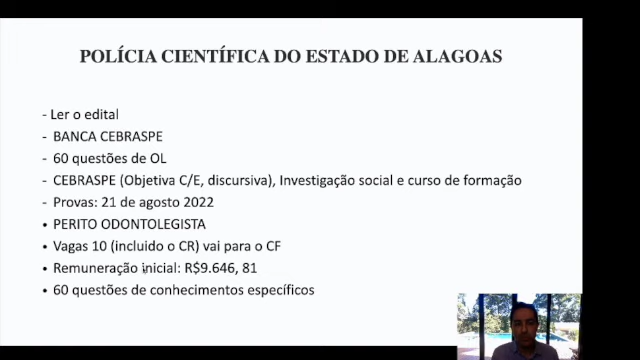 POLÍCIA CIENTÍFICA DO ESTADO DE ALAGOAS
- Ler o edital
- BANCA CEBRASPE
- 60 questões de OL
- CEBRASPE (Objetiva C/E, discursiva), Investigação social e curso de formação
- Provas: 21 de agosto 2022
• PERITO ODONTOLEGISTA
• Vagas 10 (incluido o CR) vai para o CF
• Remuneração inicial: R$9.646, 81
• 60 questões de conhecimentos específicos